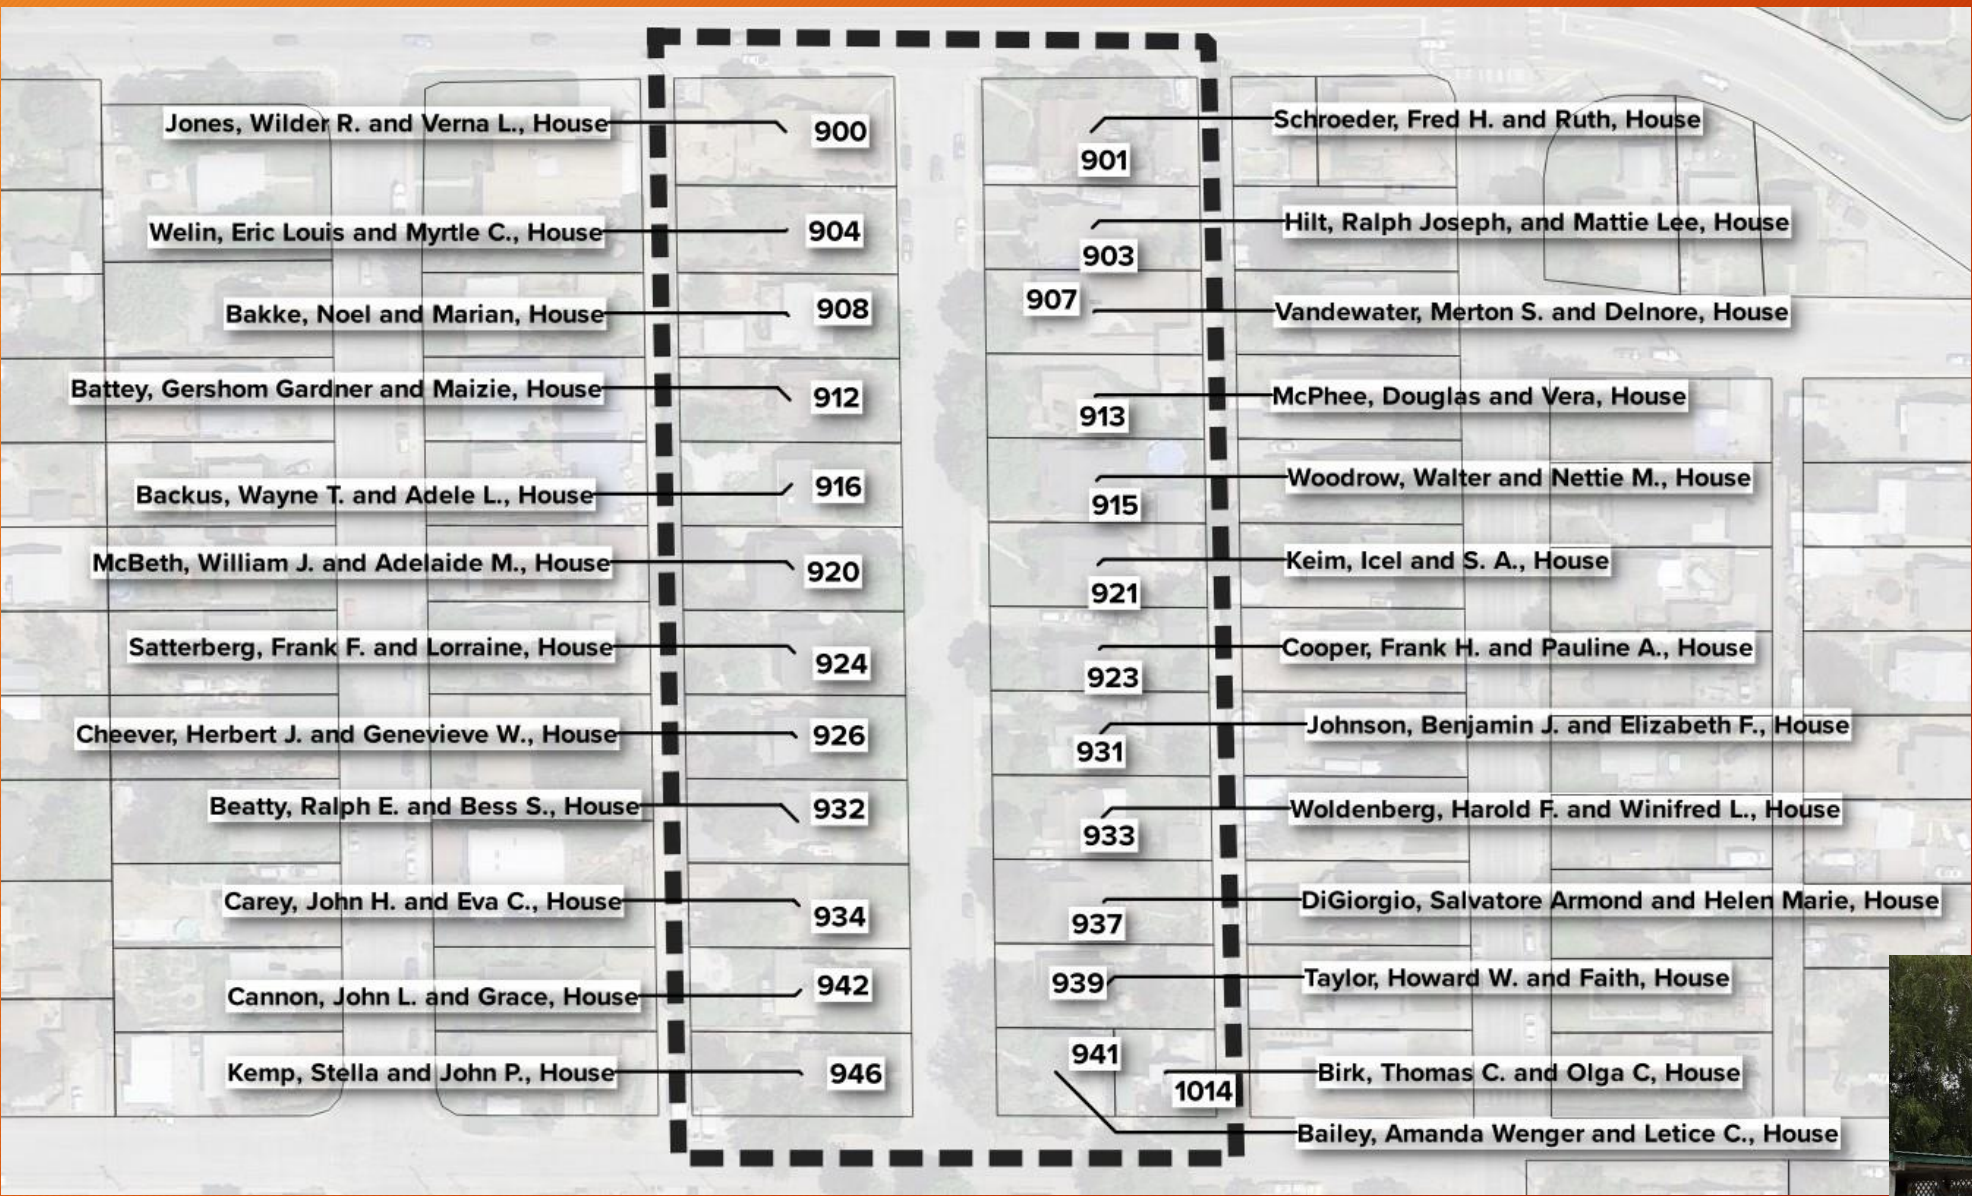 Jones, Wilder R. and Verna L., House
900
Schroeder, Fred H. and Ruth, House
901
Welin, Eric Louis and Myrtle C., House
904
Hilt, Ralph Joseph, and Mattie Lee, House
903
Bakke, Noel and Marian, House
908
907
Vandewater, Merton S. and Delnore, House
Battey, Gershom Gardner and Maizie, House
912
McPhee, Douglas and Vera, House
913
Backus, Wayne T. and Adele L., House
916
Woodrow, Walter and Nettie M., House
915
McBeth, William J. and Adelaide M., House
920
Keim, Icel and S. A., House
921
Satterberg, Frank F. and Lorraine, House
924
Cooper, Frank H. and Pauline A., House
923
Cheever, Herbert J. and Genevieve W., House
926
Johnson, Benjamin J. and Elizabeth F., House
931
Beatty, Ralph E. and Bess S., House
932
Woldenberg, Harold F. and Winifred L., House
933
Carey, John H. and Eva C., House
934
DiGiorgio, Salvatore Armond and Helen Marie, House
937
Cannon, John L. and Grace, House
942
939
Taylor, Howard W. and Faith, House
Kemp, Stella and John P., House
946
941
1014
Birk, Thomas C. and Olga C, House
Bailey, Amanda Wenger and Letice C., House